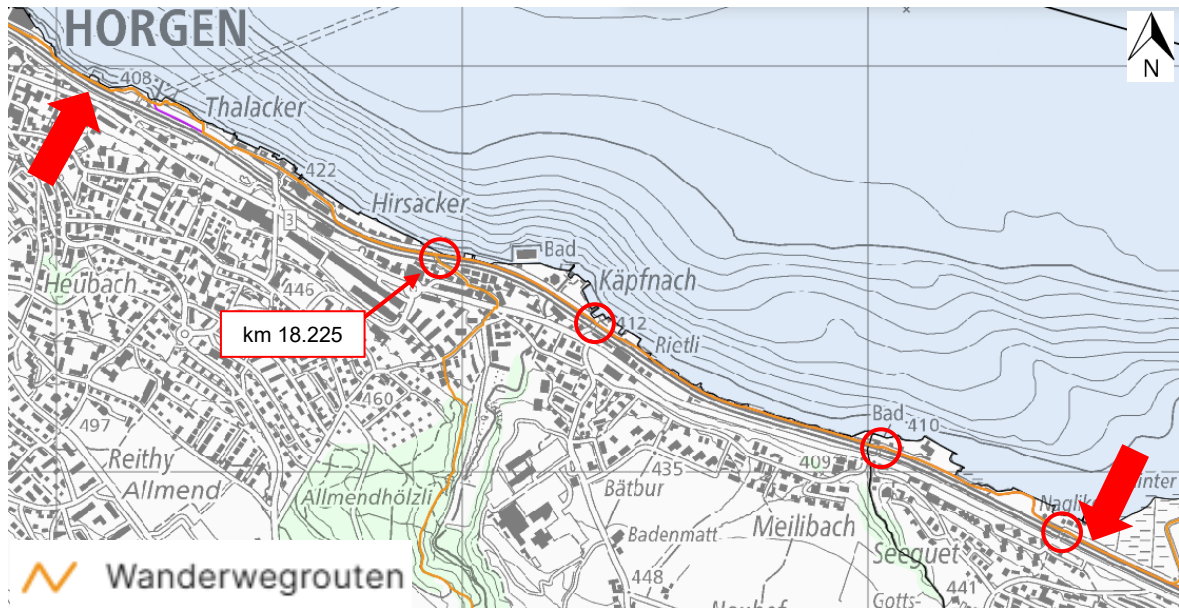 HORGEN
N
408
Thalacker
422
Hirsacker
3
Bad
Käpfnach
Heubach
446
km 18.225
412
Rietli
460
Bad
410
497
Reithy
Allmend
409
435
Allmendhölzli
Bätbur
Meilibach
Badenmatt
Seeguet
448
441
Gotts-
Wanderwegrouten